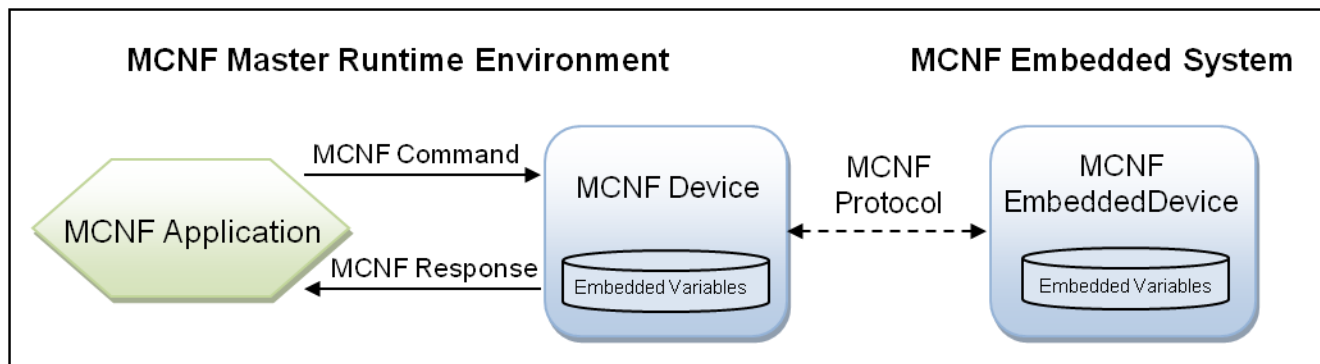 MCNF Master Runtime Environment
MCNF Embedded System
MCNF Application
MCNF Command
MCNF Response
MCNF Device
Embedded Variables
MCNF
Protocol
MCNF
EmbeddedDevice
Embedded Variables